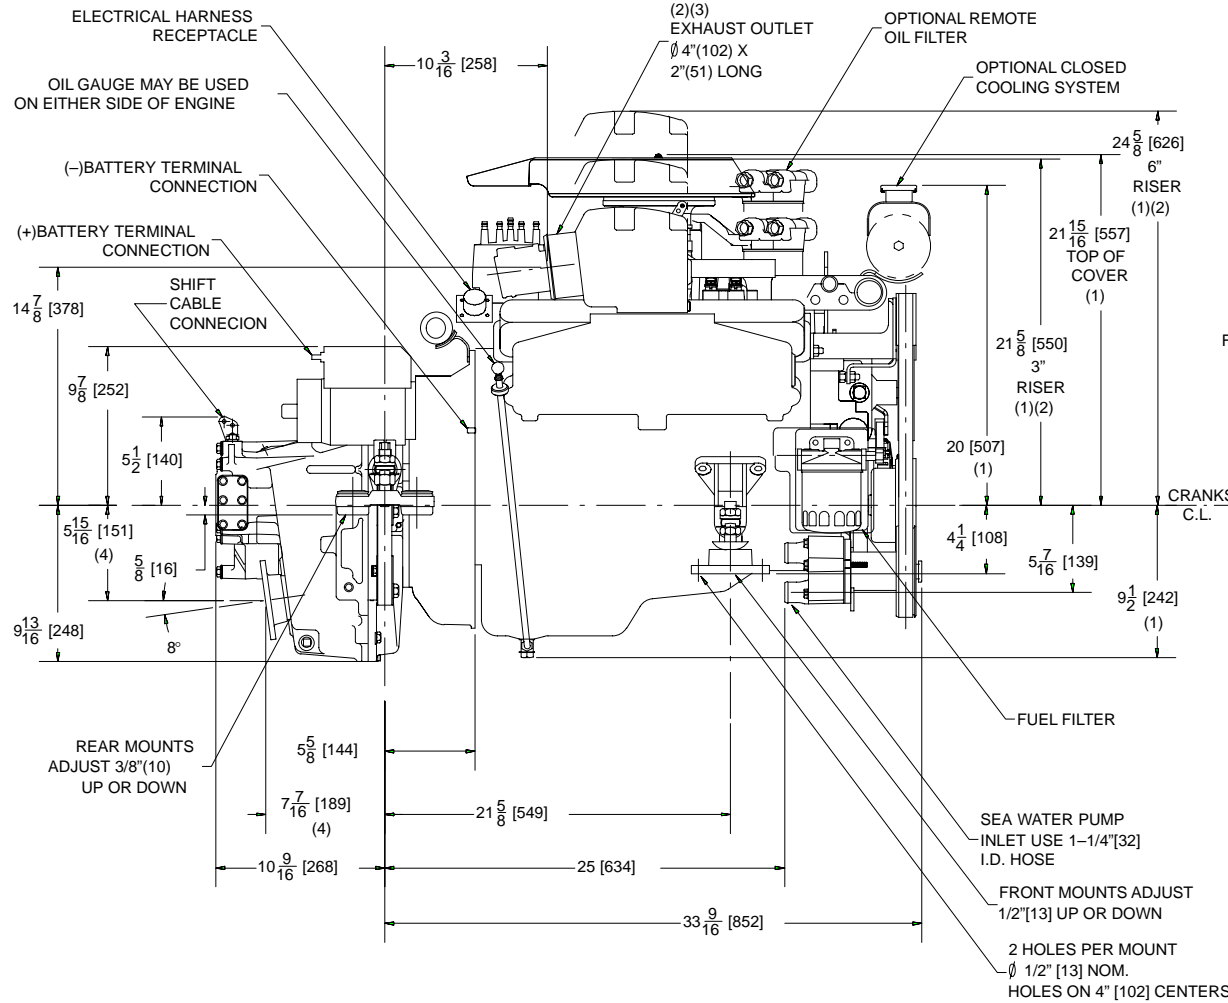 ELECTRICAL HARNESS
RECEPTACLE
(2)(3)
EXHAUST OUTLET
∅ 4”(102) X
2”(51) LONG
OPTIONAL REMOTE
OIL FILTER
OPTIONAL CLOSED
COOLING SYSTEM
10 3/16 [258]
OIL GAUGE MAY BE USED
ON EITHER SIDE OF ENGINE
(–)BATTERY TERMINAL
CONNECTION
(+)BATTERY TERMINAL
CONNECTION
SHIFT
CABLE
CONNECION
24 5/8 [626]
6”
RISER
(1)(2)
21 15/16 [557]
TOP OF
COVER
(1)
21 5/8 [550]
3”
RISER
(1)(2)
20 [507]
(1)
14 7/8 [378]
9 7/8 [252]
5 1/2 [140]
5 15/16 [151]
(4)
5/8 [16]
9 13/16 [248]
8°
CRANKS
C.L.
F
4 1/4 [108]
5 7/16 [139]
9 1/2 [242]
(1)
FUEL FILTER
REAR MOUNTS
ADJUST 3/8”(10)
UP OR DOWN
5 5/8 [144]
7 7/16 [189]
(4)
21 5/8 [549]
10 9/16 [268]
25 [634]
33 9/16 [852]
SEA WATER PUMP
INLET USE 1–1/4”[32]
I.D. HOSE
FRONT MOUNTS ADJUST
1/2”[13] UP OR DOWN
2 HOLES PER MOUNT
∅ 1/2” [13] NOM.
HOLES ON 4” [102] CENTERS